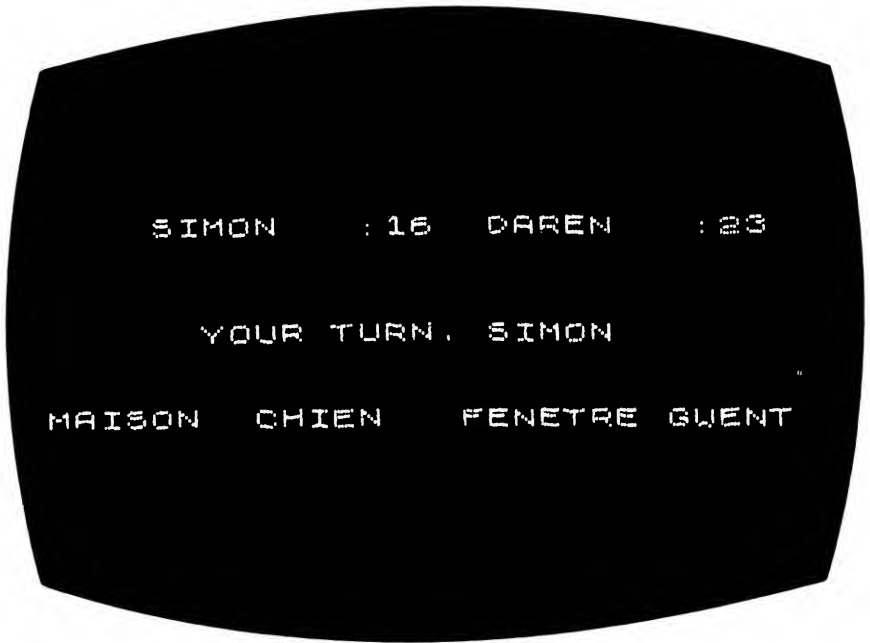 SIMON :16 DAREN :23
YOUR TURN, SIMON
MAISON CHIEN FENETRE GWENT